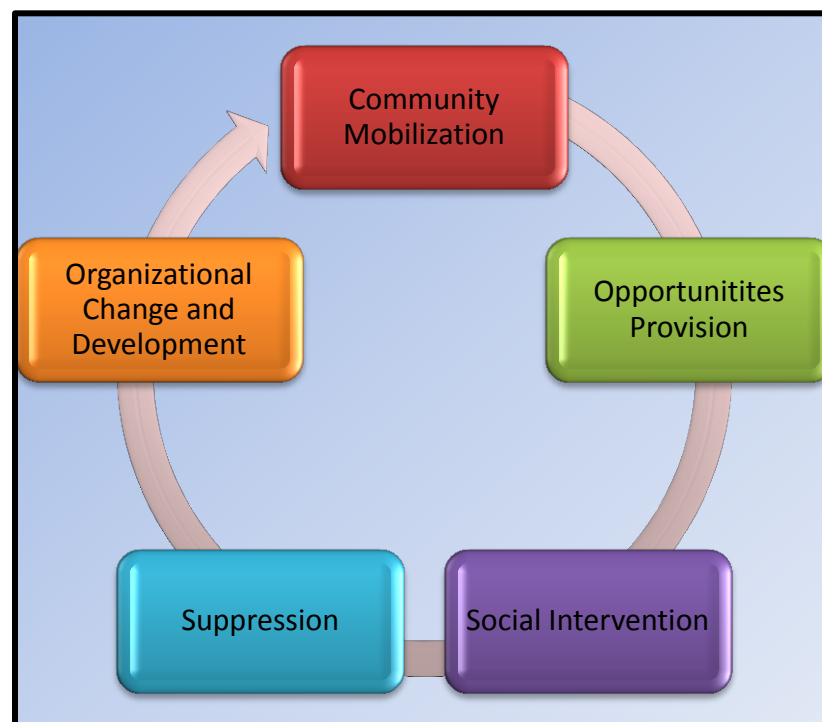 Community
Mobilization
Opportunitites
Provision
Social Intervention
Suppression
Organizational
Change and
Development